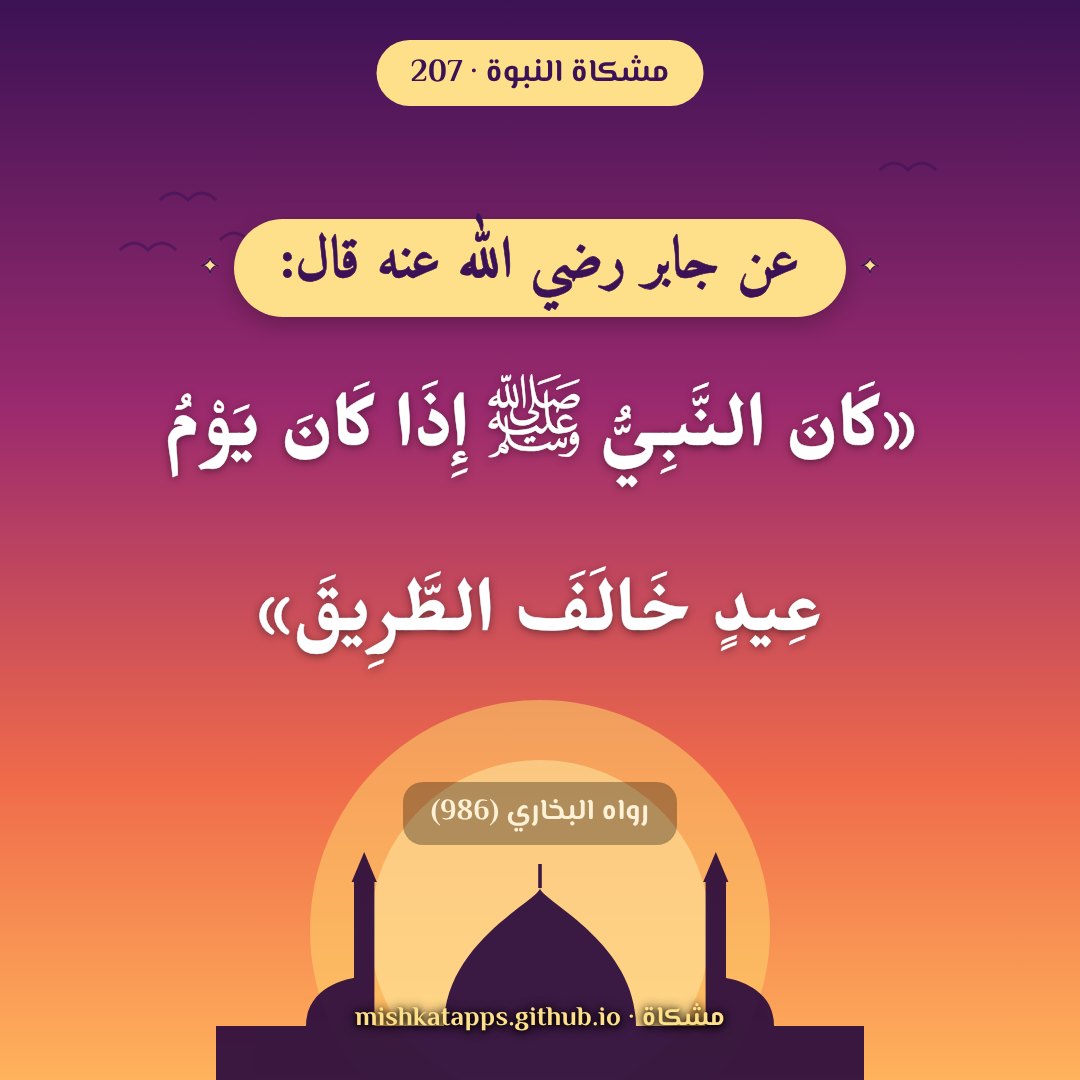 مشكاة النبوة · 207
عن جابر رضي الله عنه قال:
«كَانَ النَّبِيُّ ﷺ إِذَا كَانَ يَوْمُ
عِيدٍ خَالَفَ الطَّرِيقَ»
رواه البخاري (986)
مشكاة · mishkatapps.github.io